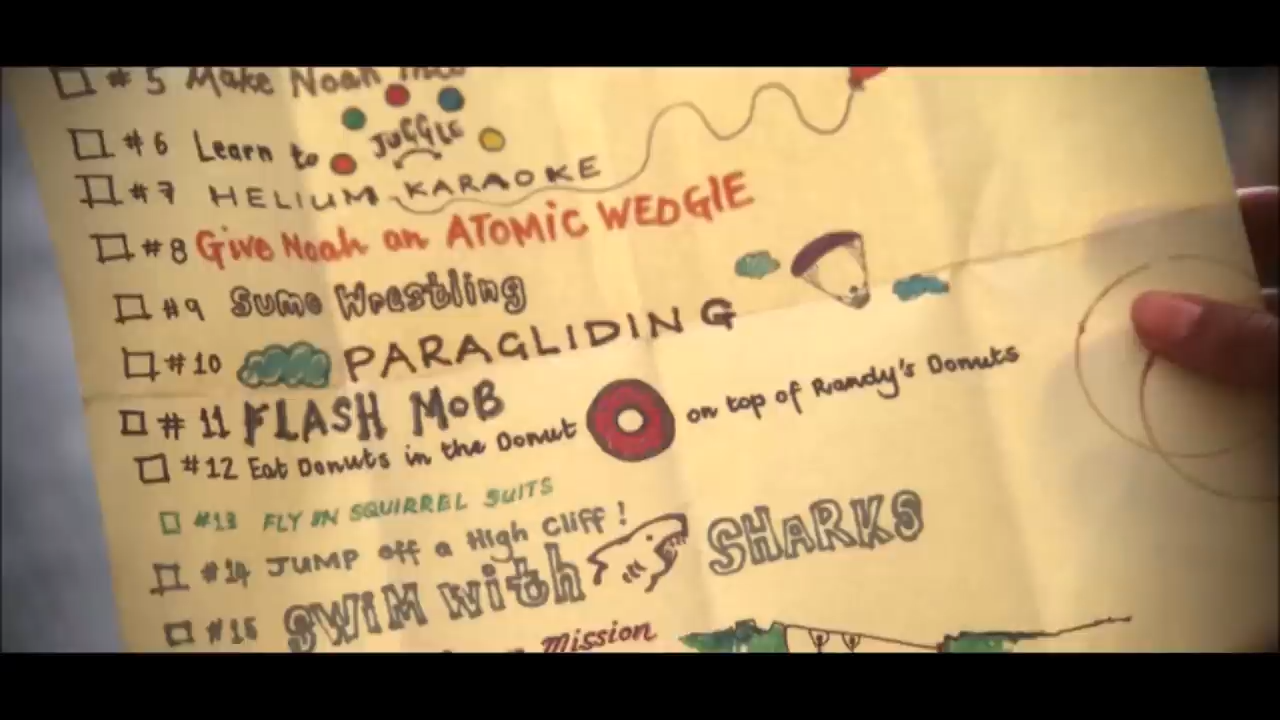 #5 Make Noah
#6 Learn to JUGGLE
#7 HELIUM KARAOKE
#8 Give Noah an ATOMIC WEDGIE
#9 Sumo Wrestling
#10 PARAGLIDING
#11 FLASH MOB
#12 Eat Donuts in the Donut on top of Randy's Donuts
#13 FLY IN SQUIRREL SUITS
#14 JUMP off a High Cliff!
#15 SWIM with SHARKS
Mission